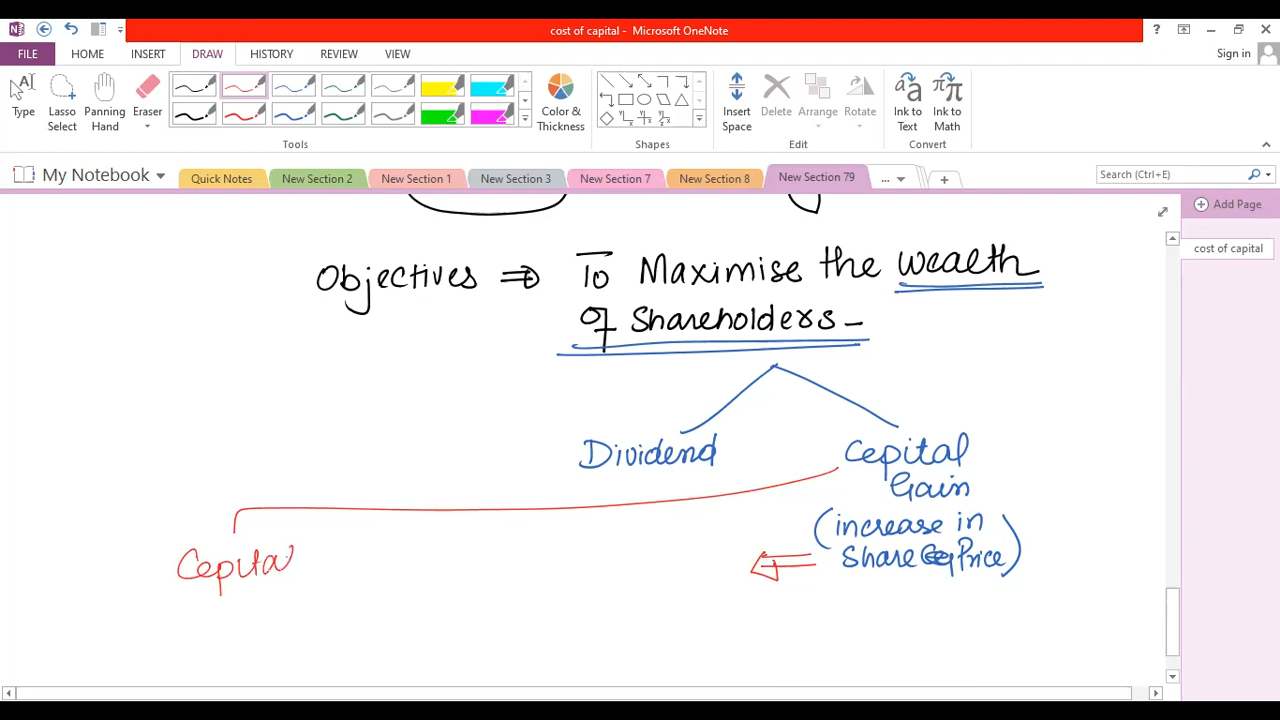 cost of capital - Microsoft OneNote
FILE HOME INSERT DRAW HISTORY REVIEW VIEW
Sign in
Type
Lasso Select
Panning Hand
Eraser
Color & Thickness
Insert Space
Delete
Arrange
Rotate
Ink to Text
Ink to Math
Tools
Shapes
Edit
Convert
My Notebook
Quick Notes
New Section 2
New Section 1
New Section 3
New Section 7
New Section 8
New Section 79
...
Search (Ctrl+E)
Add Page
cost of capital
Objectives ⇒ To Maximise the wealth
of Shareholders -
Dividend
Cepital
Gain
(increase in
Share Price)
Cepital